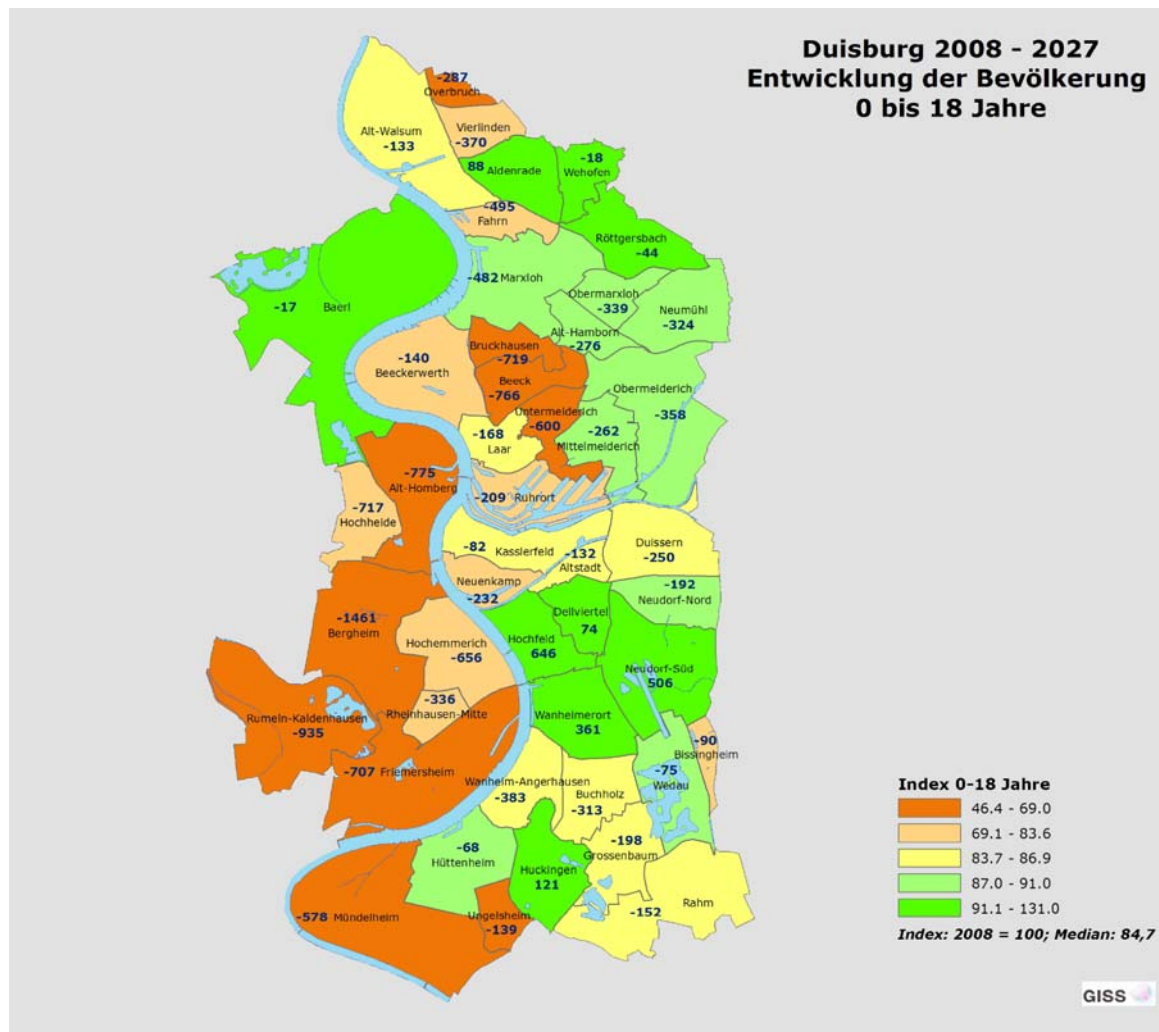 Duisburg 2008 - 2027
Entwicklung der Bevölkerung
0 bis 18 Jahre
-287
Overbruch
Vierlinden
-370
Alt-Walsum
-133
88 Aldenrade
-18
Wehofen
-495
Fahrn
Röttgersbach
-44
-482 Marxloh
Obermarxloh
-339
Neumühl
-324
-17
Baerl
Alt-Hamborn
-276
Bruckhausen
-719
-140
Beeckerwerth
Beeck
-766
Obermeiderich
-358
Untermeiderich
-600
-262
Mittelmeiderich
-168
Laar
-775
Alt-Homberg
-209 Ruhrort
-717
Hochheide
-82 Kasslerfeld
-132
Altstadt
Duissern
-250
Neuenkamp
-232
-192
Neudorf-Nord
-1461
Bergheim
Dellviertel
74
Hochemmerich
-656
Hochfeld
646
Neudorf-Süd
506
-336
Rheinhausen-Mitte
Rumeln-Kaldenhausen
-935
Wanheimerort
361
-90
Bissingheim
-707 Friemersheim
-75
Wedau
Wanheim-Angerhausen
-383
Buchholz
-313
-198
Grossenbaum
-68
Hüttenheim
Huckingen
121
Rahm
-152
-578 Mündelheim
Ungelsheim
-139
Index 0-18 Jahre
46.4 - 69.0
69.1 - 83.6
83.7 - 86.9
87.0 - 91.0
91.1 - 131.0
Index: 2008 = 100; Median: 84,7
GISS